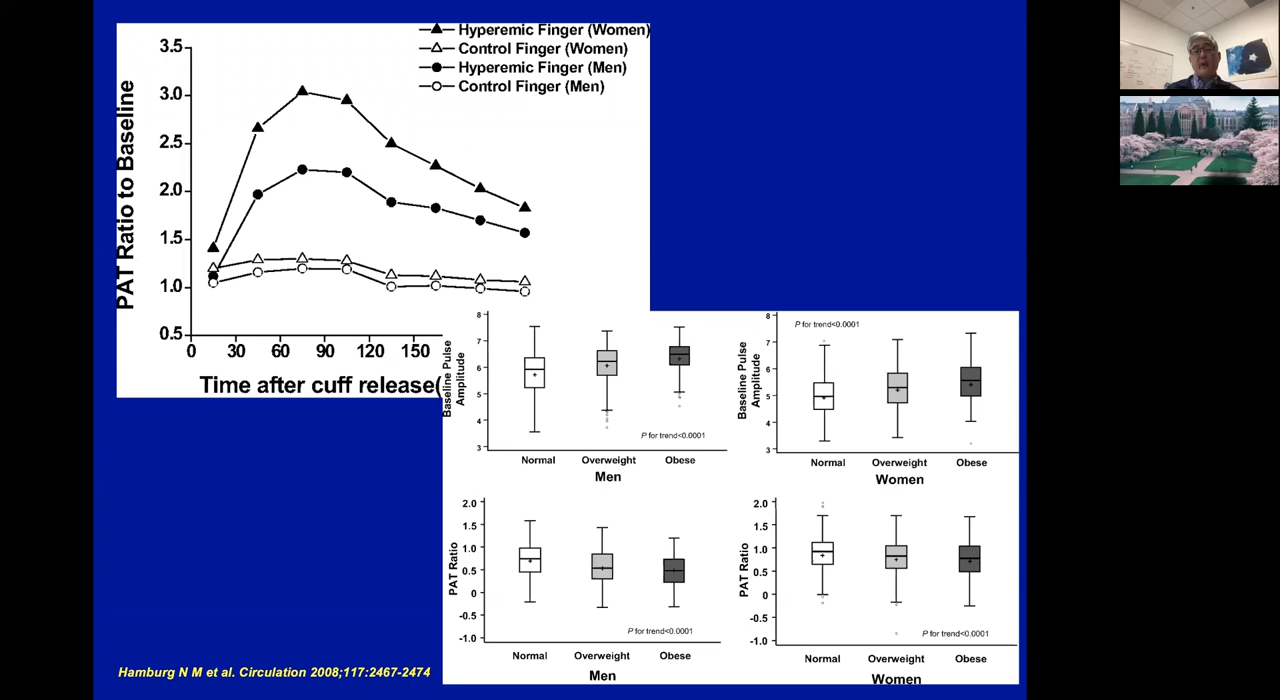 Hyperemic Finger (Women)
Control Finger (Women)
Hyperemic Finger (Men)
Control Finger (Men)
PAT Ratio to Baseline
3.5
3.0
2.5
2.0
1.5
1.0
0.5
0 30 60 90 120 150
Time after cuff release(
Baseline Pulse
Amplitude
8
7
6
5
4
3
P for trend<0.0001
Normal Overweight Obese
Men
Baseline Pulse
Amplitude
8
7
6
5
4
3
P for trend<0.0001
Normal Overweight Obese
Women
PAT Ratio
2.0
1.5
1.0
0.5
0
-0.5
-1.0
P for trend<0.0001
Normal Overweight Obese
Men
PAT Ratio
2.0
1.5
1.0
0.5
0
-0.5
-1.0
P for trend<0.0001
Normal Overweight Obese
Women
Hamburg N M et al. Circulation 2008;117:2467-2474